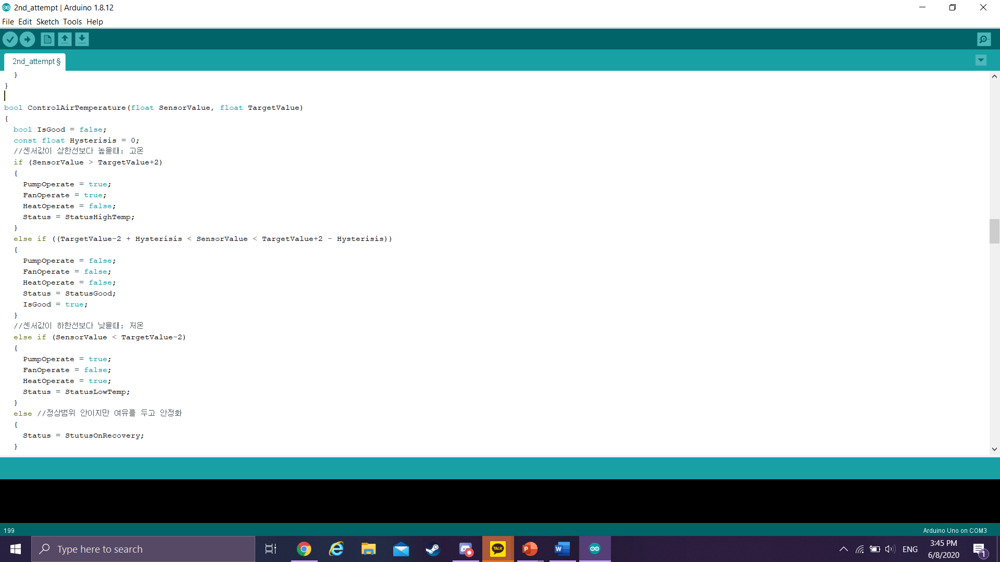 2nd_attempt | Arduino 1.8.12
File Edit Sketch Tools Help
2nd_attempt §
}
}
bool ControlAirTemperature(float SensorValue, float TargetValue)
{
bool IsGood = false;
const float Hysterisis = 0;
//센서값이 상한선보다 높을때: 고온
if (SensorValue > TargetValue+2)
{
PumpOperate = true;
FanOperate = true;
HeatOperate = false;
Status = StatusHighTemp;
}
else if ((TargetValue-2 + Hysterisis < SensorValue < TargetValue+2 - Hysterisis))
{
PumpOperate = false;
FanOperate = false;
HeatOperate = false;
Status = StatusGood;
IsGood = true;
}
//센서값이 하한선보다 낮을때: 저온
else if (SensorValue < TargetValue-2)
{
PumpOperate = true;
FanOperate = false;
HeatOperate = true;
Status = StatusLowTemp;
}
else //정상범위 안이지만 여유를 두고 안정화
{
Status = StutusOnRecovery;
}
199
Arduino Uno on COM3
Type here to search
TALK
ENG
3:45 PM
6/8/2020
1